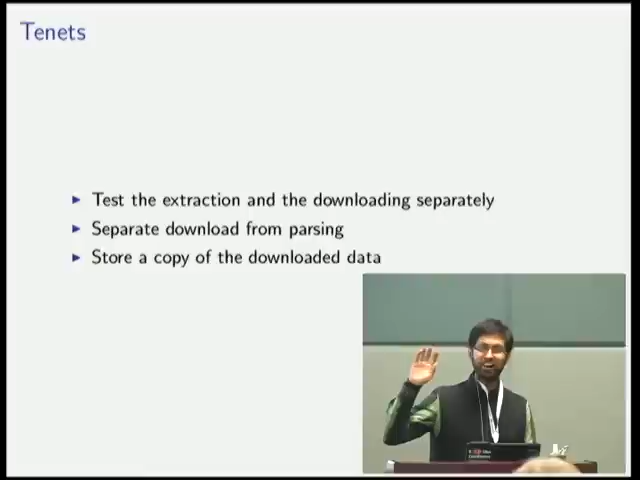 Tenets
Test the extraction and the downloading separately
Separate download from parsing
Store a copy of the downloaded data